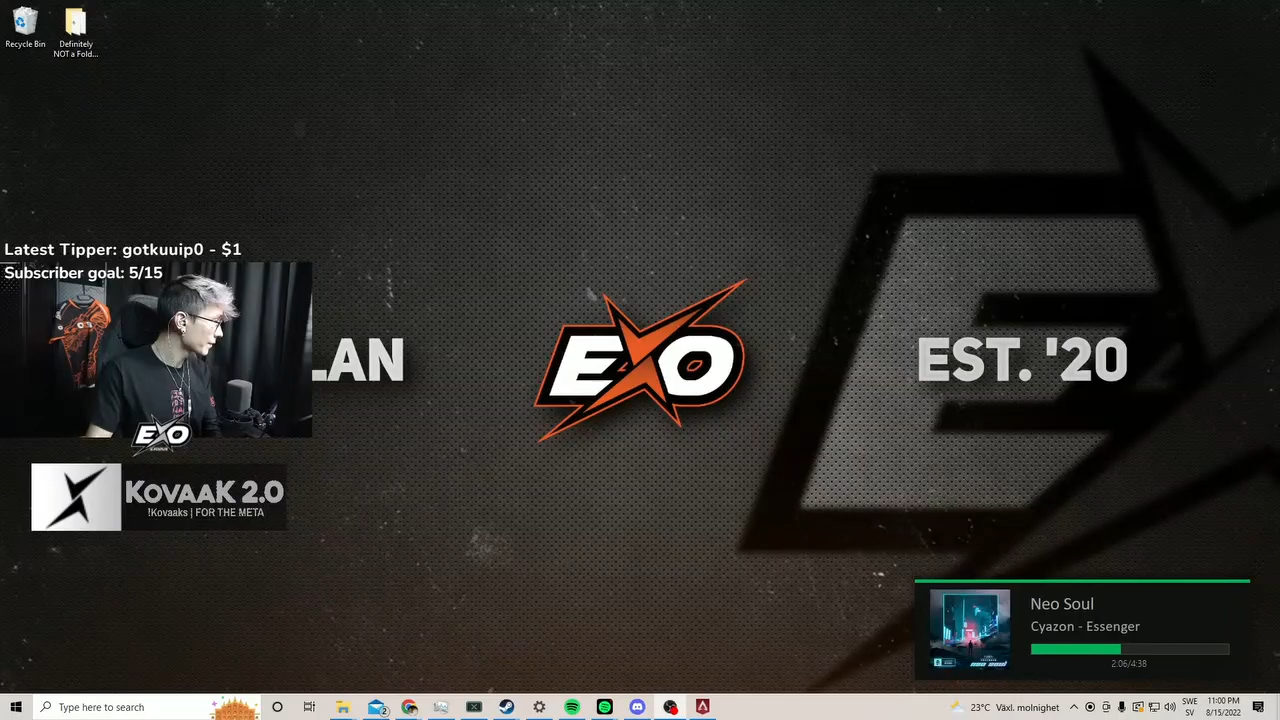 Recycle Bin
Definitely
NOT a Fold...
Latest Tipper: gotkuuip0 - $1
Subscriber goal: 5/15
LAN
EXO
EST. '20
EXO
KOVAAK 2.0
!Kovaaks | FOR THE META
Neo Soul
Cyazon - Essenger
2:06/4:38
Type here to search
2
23°C Växl. molnighet
SWE
SV
11:00 PM
8/15/2022